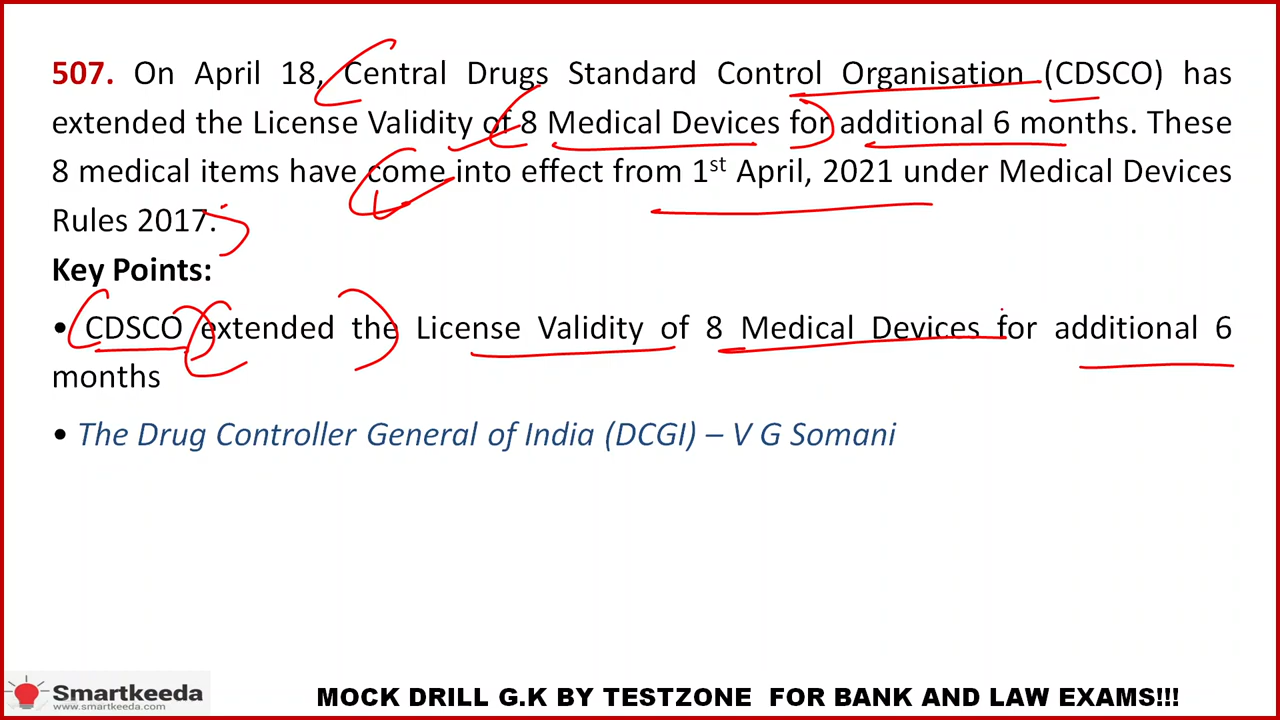 507. On April 18, Central Drugs Standard Control Organisation (CDSCO) has
extended the License Validity of 8 Medical Devices for additional 6 months. These
8 medical items have come into effect from 1st April, 2021 under Medical Devices
Rules 2017.
Key Points:
• CDSCO extended the License Validity of 8 Medical Devices for additional 6
months
• The Drug Controller General of India (DCGI) – V G Somani
Smartkeeda
www.smartkeeda.com
MOCK DRILL G.K BY TESTZONE FOR BANK AND LAW EXAMS!!!